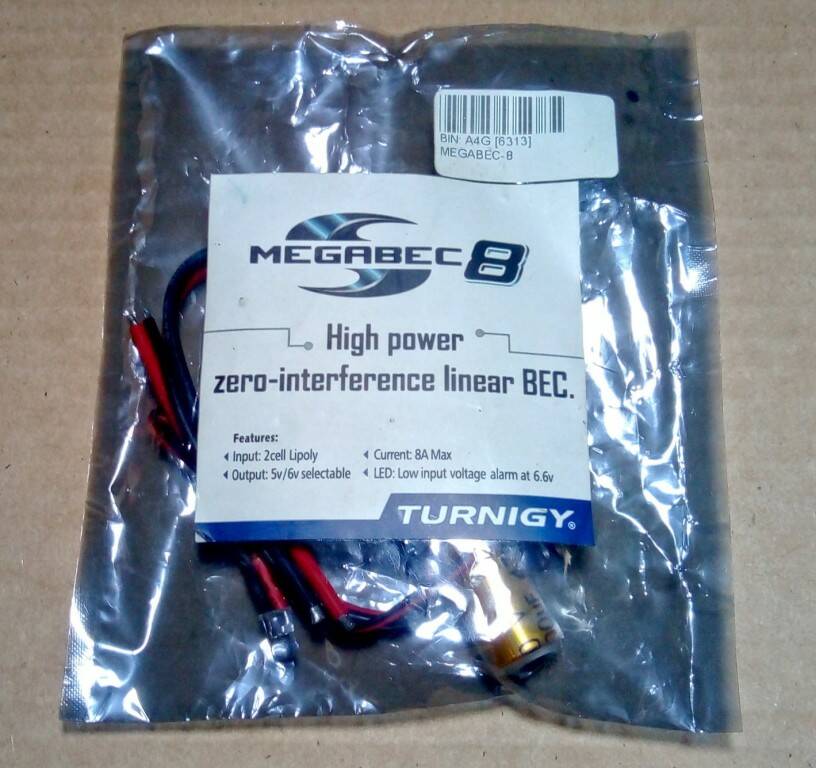 BIN: A4G [6313]
MEGABEC-8
MEGABEC 8
High power
zero-interference linear BEC.
Features:
Input: 2cell Lipoly
Current: 8A Max
Output: 5v/6v selectable
LED: Low input voltage alarm at 6.6v
TURNIGY®